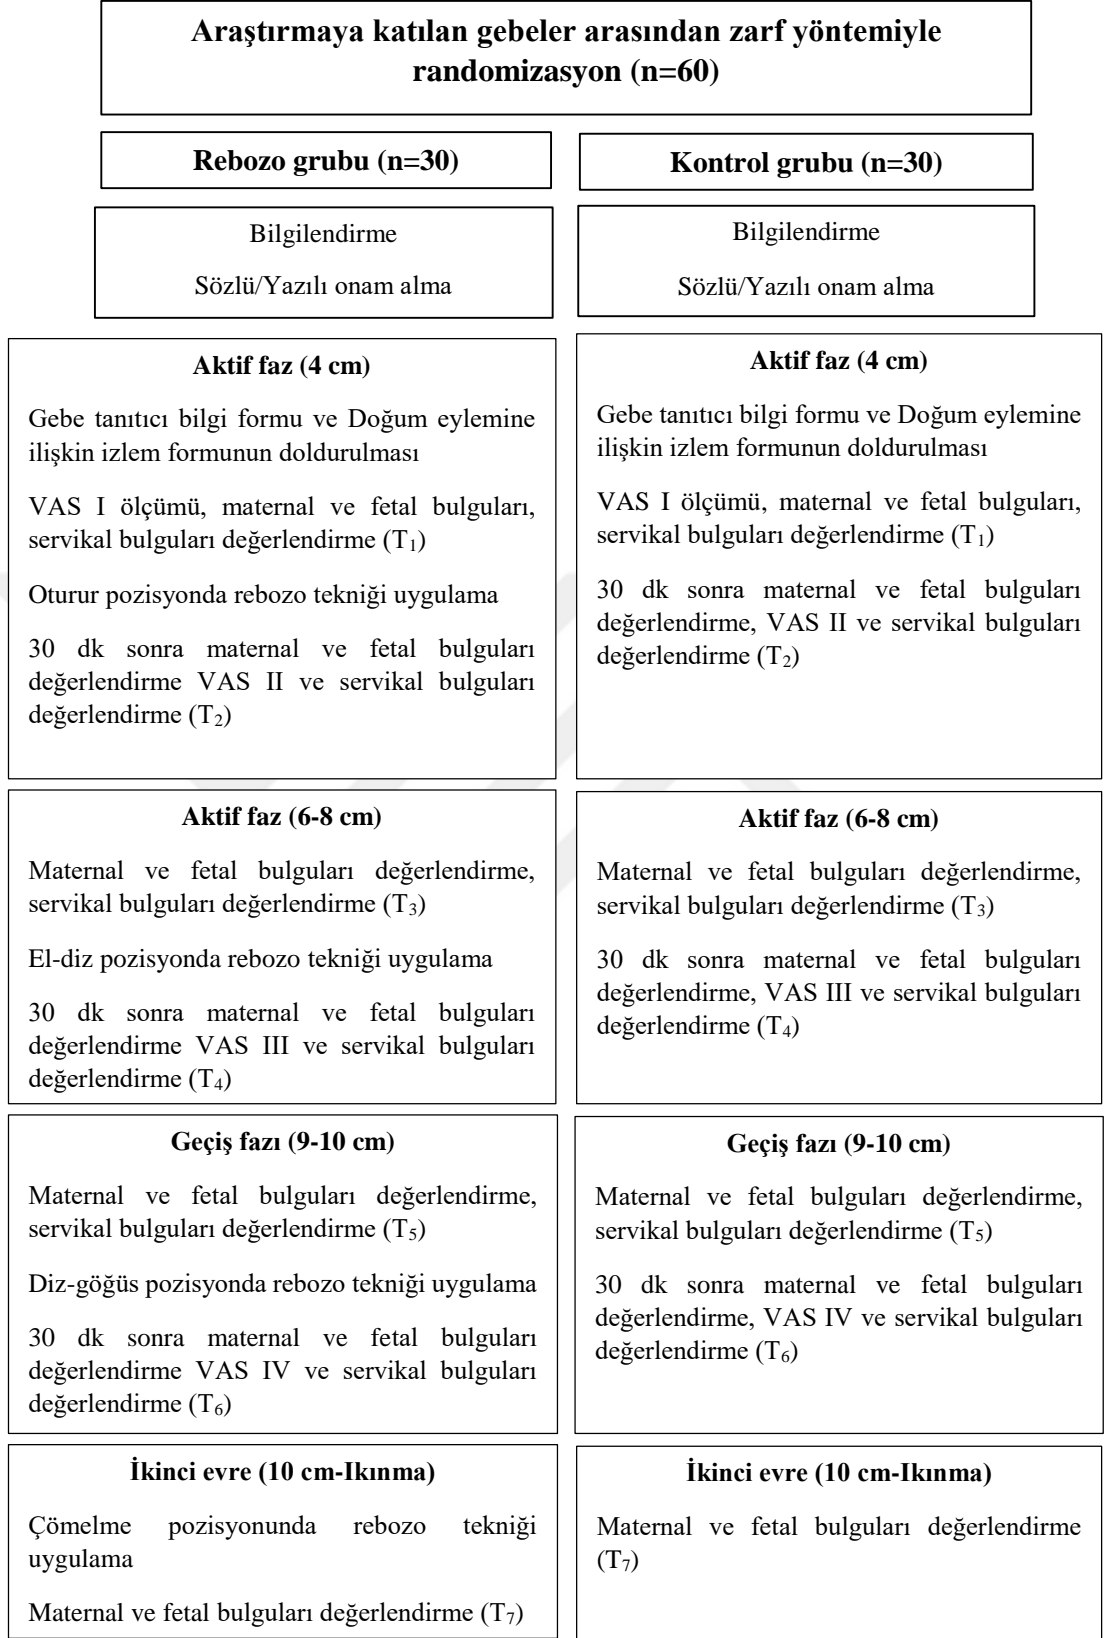 Araştırmaya katılan gebeler arasından zarf yöntemiyle
randomizasyon (n=60)
Rebozo grubu (n=30)
Kontrol grubu (n=30)
Bilgilendirme
Sözlü/Yazılı onam alma
Bilgilendirme
Sözlü/Yazılı onam alma
Aktif faz (4 cm)
Gebe tanıtıcı bilgi formu ve Doğum eylemine
ilişkin izlem formunun doldurulması
VAS I ölçümü, maternal ve fetal bulguları,
servikal bulguları değerlendirme (T₁)
Oturur pozisyonda rebozo tekniği uygulama
30 dk sonra maternal ve fetal bulguları
değerlendirme VAS II ve servikal bulguları
değerlendirme (T₂)
Aktif faz (4 cm)
Gebe tanıtıcı bilgi formu ve Doğum eylemine
ilişkin izlem formunun doldurulması
VAS I ölçümü, maternal ve fetal bulguları,
servikal bulguları değerlendirme (T₁)
30 dk sonra maternal ve fetal bulguları
değerlendirme, VAS II ve servikal bulguları
değerlendirme (T₂)
Aktif faz (6-8 cm)
Maternal ve fetal bulguları değerlendirme,
servikal bulguları değerlendirme (T₃)
El-diz pozisyonda rebozo tekniği uygulama
30 dk sonra maternal ve fetal bulguları
değerlendirme VAS III ve servikal bulguları
değerlendirme (T₄)
Aktif faz (6-8 cm)
Maternal ve fetal bulguları değerlendirme,
servikal bulguları değerlendirme (T₃)
30 dk sonra maternal ve fetal bulguları
değerlendirme, VAS III ve servikal bulguları
değerlendirme (T₄)
Geçiş fazı (9-10 cm)
Maternal ve fetal bulguları değerlendirme,
servikal bulguları değerlendirme (T₅)
Diz-göğüs pozisyonda rebozo tekniği uygulama
30 dk sonra maternal ve fetal bulguları
değerlendirme VAS IV ve servikal bulguları
değerlendirme (T₆)
Geçiş fazı (9-10 cm)
Maternal ve fetal bulguları değerlendirme,
servikal bulguları değerlendirme (T₅)
30 dk sonra maternal ve fetal bulguları
değerlendirme, VAS IV ve servikal bulguları
değerlendirme (T₆)
İkinci evre (10 cm-Ikınma)
Çömelme pozisyonunda rebozo tekniği
uygulama
Maternal ve fetal bulguları değerlendirme (T₇)
İkinci evre (10 cm-Ikınma)
Maternal ve fetal bulguları değerlendirme
(T₇)